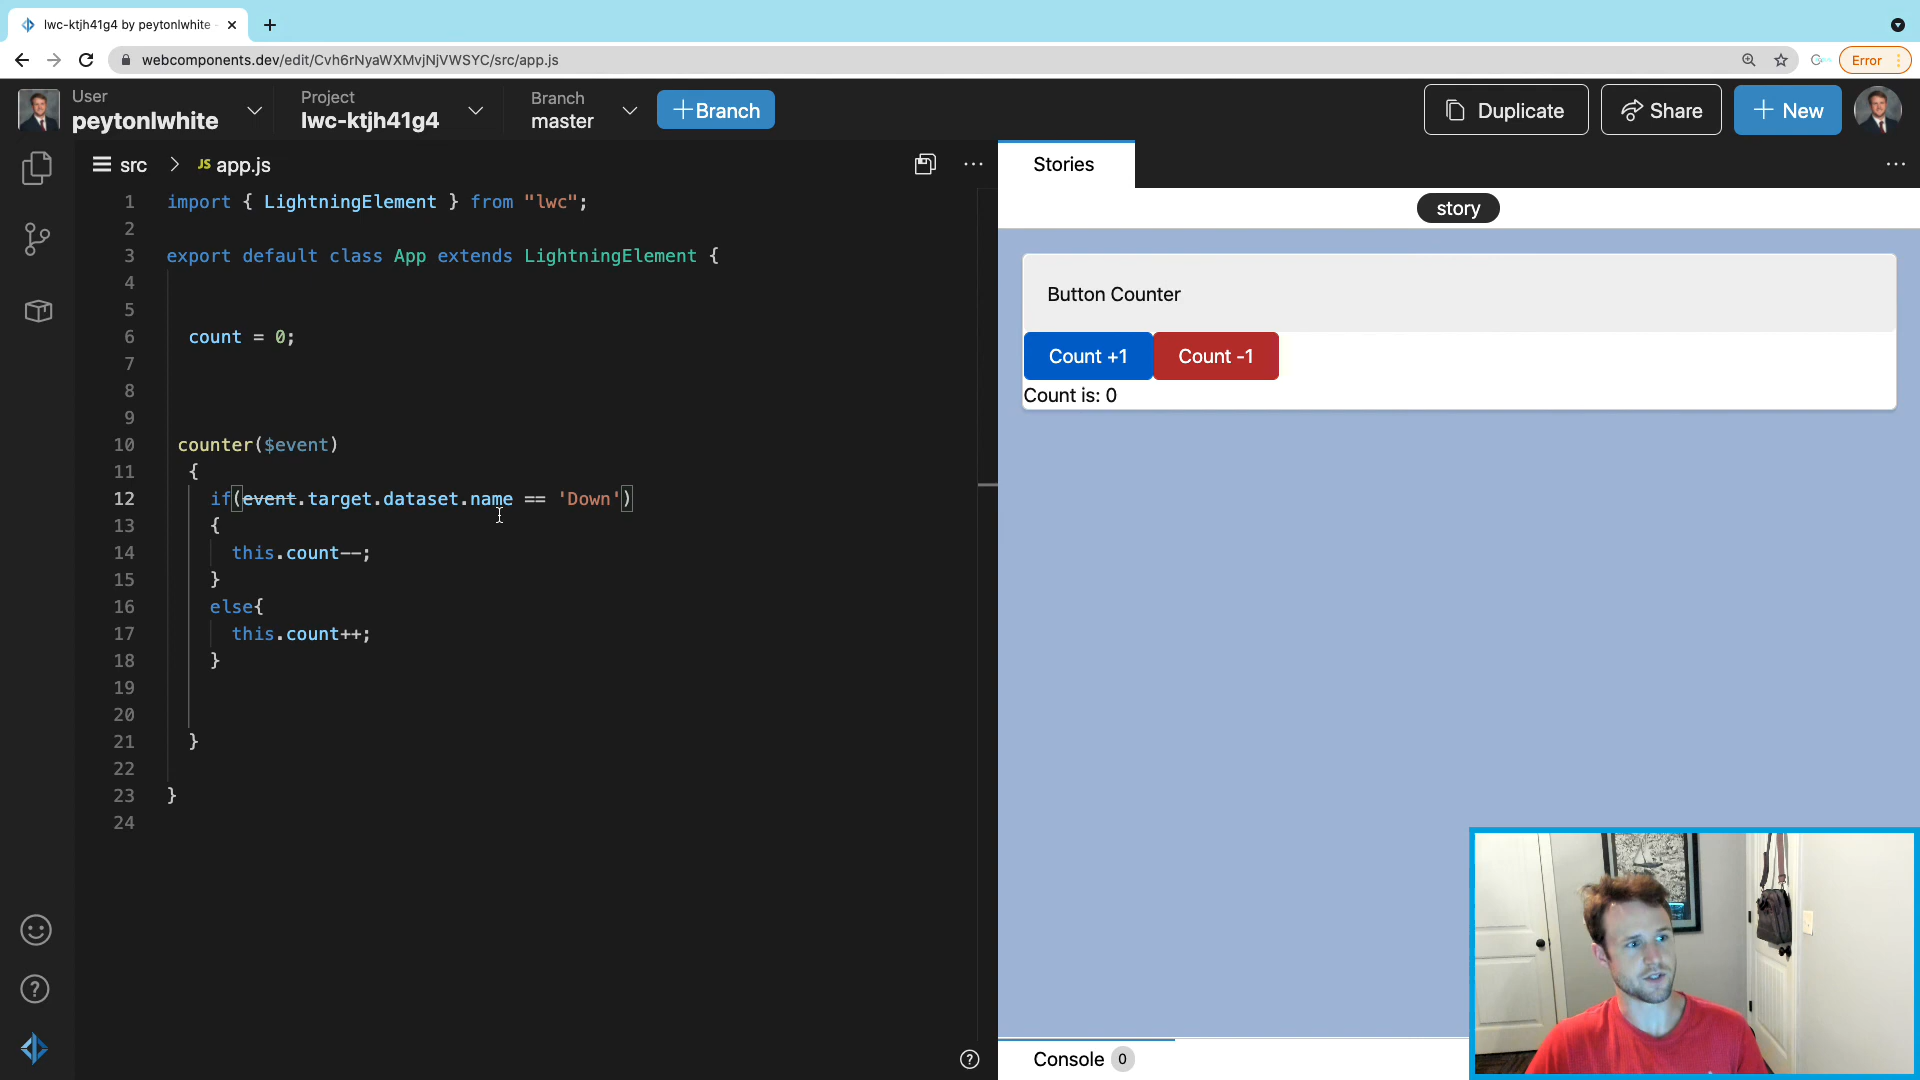 lwc-ktjh41g4 by peytonlwhite
webcomponents.dev/edit/Cvh6rNyaWXMvjNjVWSYC/src/app.js
Error
User
peytonlwhite
Project
lwc-ktjh41g4
Branch
master
+Branch
Duplicate
Share
+ New
src > JS app.js
Stories
story
1 import { LightningElement } from "lwc";
2
3 export default class App extends LightningElement {
4
5
6 count = 0;
7
8
9
10 counter($event)
11 {
12 if(event.target.dataset.name == 'Down')
13 {
14 this.count--;
15 }
16 else{
17 this.count++;
18 }
19
20
21 }
22
23 }
24
Button Counter
Count +1 Count -1
Count is: 0
Console 0